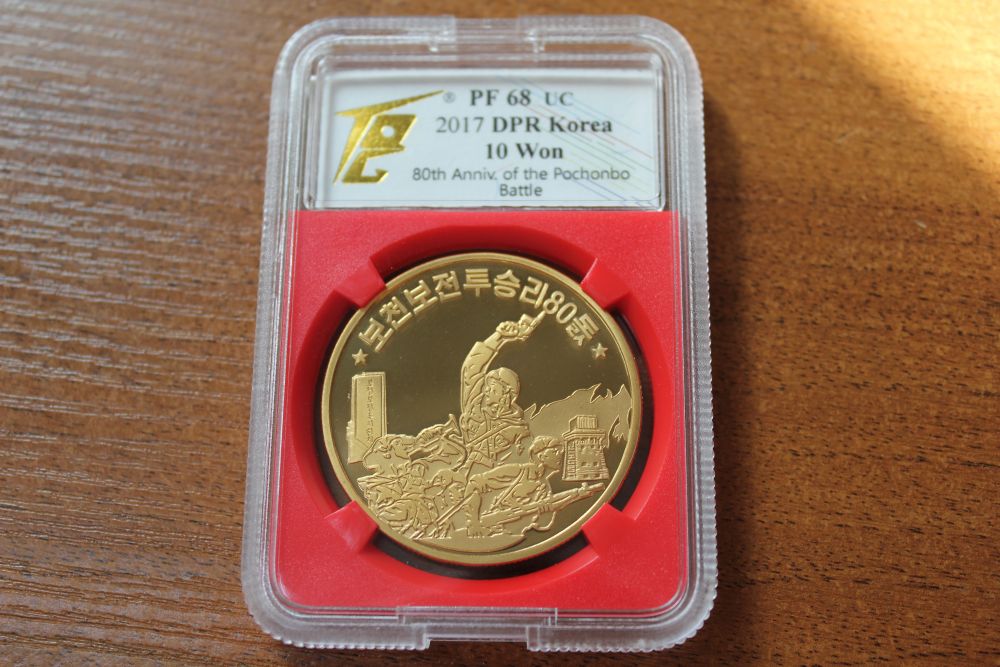 ® PF 68 UC
2017 DPR Korea
10 Won
80th Anniv. of the Pochonbo
Battle
★ 보천보전투승리80돐 ★